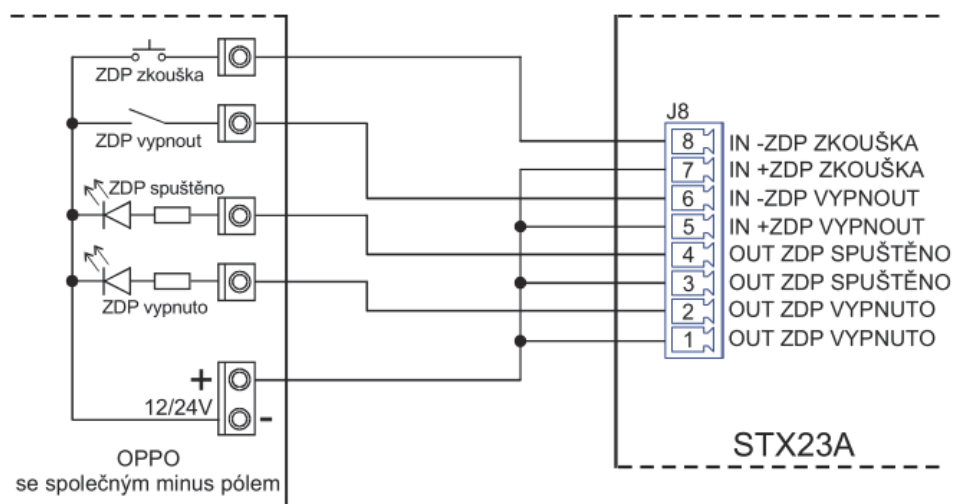 ZDP zkouška
ZDP vypnout
ZDP spuštěno
ZDP vypnuto
+
12/24V
-
OPPO
se společným minus pólem
J8
8 IN -ZDP ZKOUŠKA
7 IN +ZDP ZKOUŠKA
6 IN -ZDP VYPNOUT
5 IN +ZDP VYPNOUT
4 OUT ZDP SPUŠTĚNO
3 OUT ZDP SPUŠTĚNO
2 OUT ZDP VYPNUTO
1 OUT ZDP VYPNUTO
STX23A